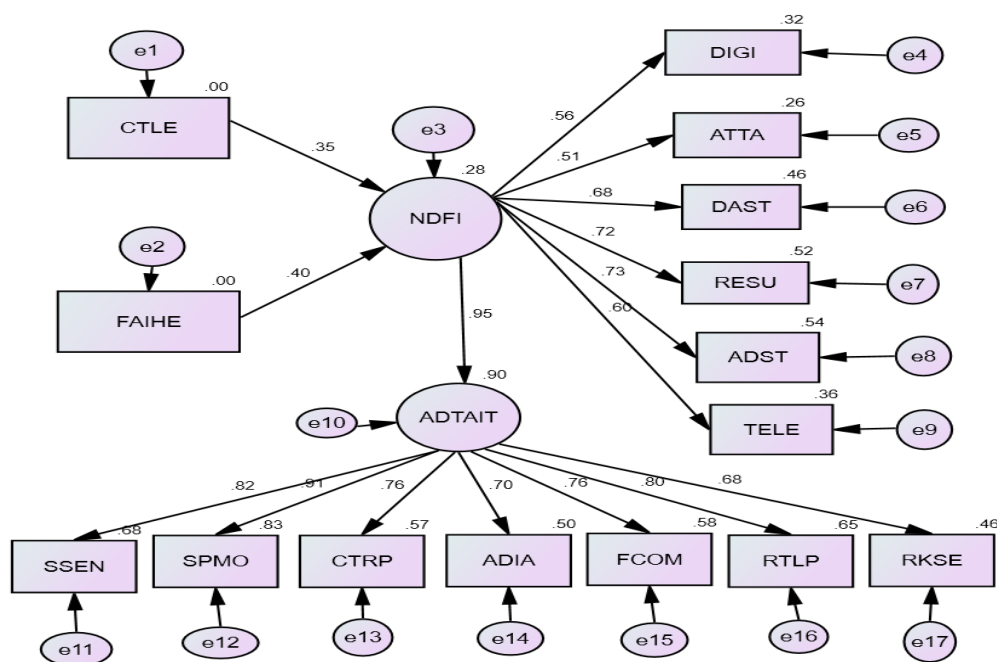 e1
.00
CTLE
.35
e2
.00
FAIHE
.40
e3
.28
NDFI
.95
.56
.32
DIGI
e4
.51
.26
ATTA
e5
.68
.46
DAST
e6
.72
.52
RESU
e7
.73
.54
ADST
e8
.60
.36
TELE
e9
.90
e10
ADTAIT
.82
.91
.76
.70
.76
.80
.68
.68
.83
.57
.50
.58
.65
.46
SSEN
SPMO
CTRP
ADIA
FCOM
RTLP
RKSE
e11
e12
e13
e14
e15
e16
e17